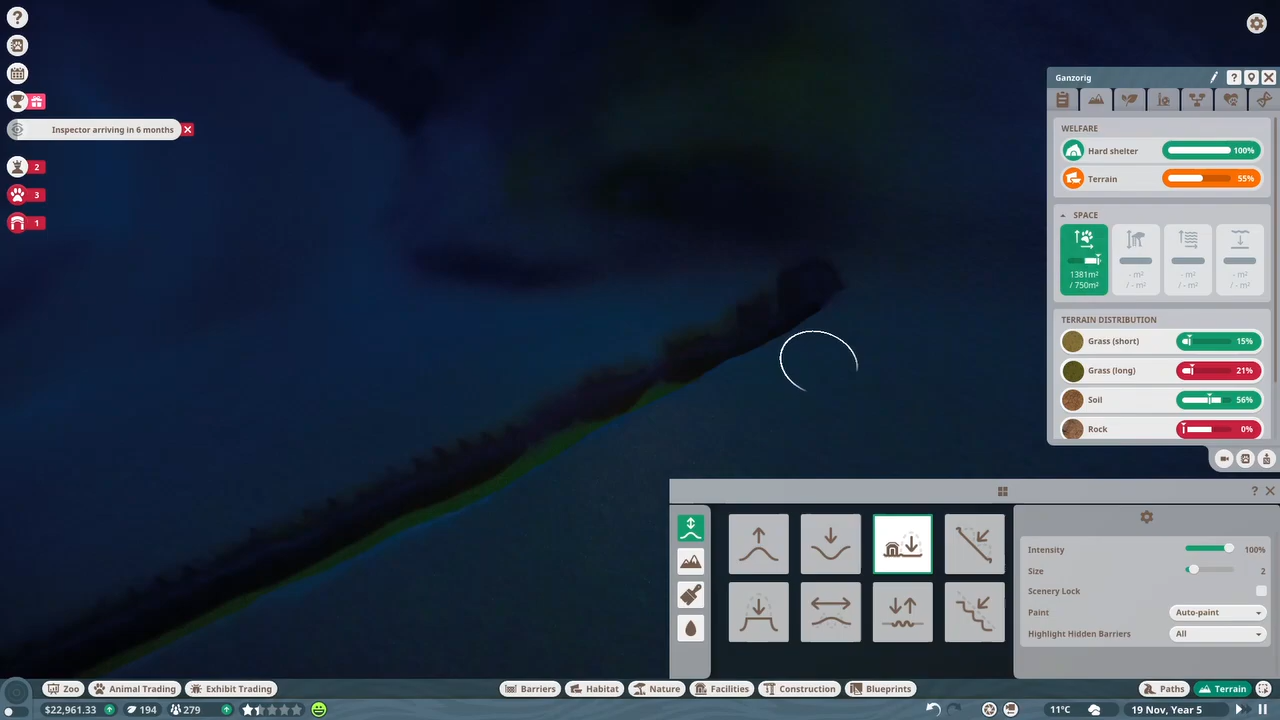 Inspector arriving in 6 months
2
3
1
Ganzorig
?
WELFARE
Hard shelter 100%
Terrain 55%
SPACE
1381m² / 750m²
- m² / - m²
- m² / - m²
- m² / - m²
TERRAIN DISTRIBUTION
Grass (short) 15%
Grass (long) 21%
Soil 56%
Rock 0%
?
Intensity 100%
Size 2
Scenery Lock
Paint Auto-paint
Highlight Hidden Barriers All
Zoo
Animal Trading
Exhibit Trading
Barriers
Habitat
Nature
Facilities
Construction
Blueprints
Paths
Terrain
$22,961.33
194
279
11°C
19 Nov, Year 5